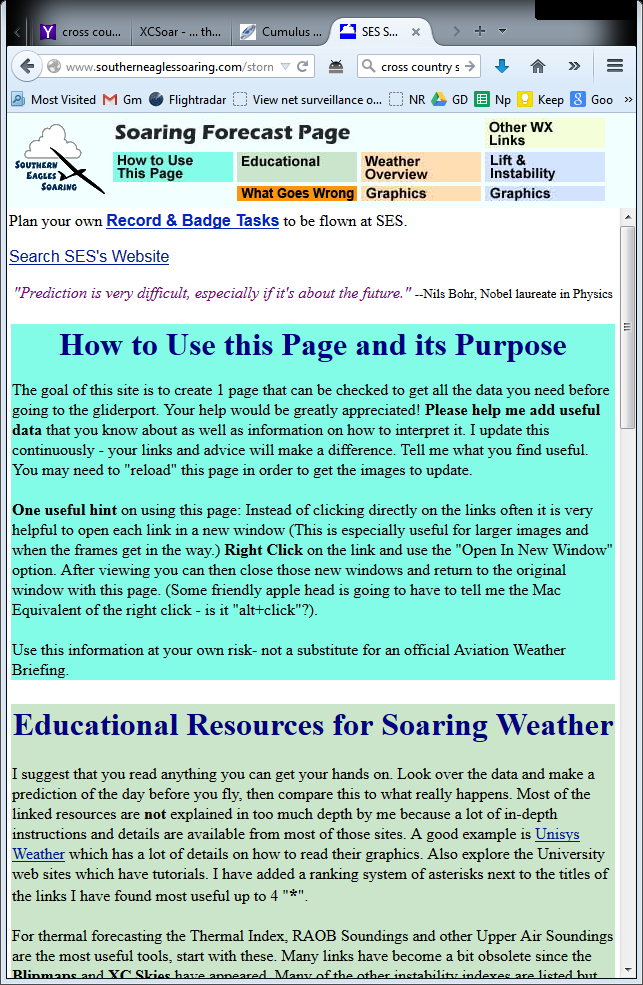 cross cou...
XCSoar - ... th...
Cumulus ...
SES S...
www.southerneaglessoaring.com/storn
cross country s
Most Visited
Gm
Flightradar
View net surveillance o...
NR
GD
Np
Keep
Goo
SOUTHERN
EAGLES
SOARING
Soaring Forecast Page
How to Use
This Page
Educational
What Goes Wrong
Weather
Overview
Graphics
Other WX
Links
Lift &
Instability
Graphics
Plan your own Record & Badge Tasks to be flown at SES.
Search SES's Website
"Prediction is very difficult, especially if it's about the future." --Nils Bohr, Nobel laureate in Physics
How to Use this Page and its Purpose
The goal of this site is to create 1 page that can be checked to get all the data you need before
going to the gliderport. Your help would be greatly appreciated! Please help me add useful
data that you know about as well as information on how to interpret it. I update this
continuously - your links and advice will make a difference. Tell me what you find useful.
You may need to "reload" this page in order to get the images to update.
One useful hint on using this page: Instead of clicking directly on the links often it is very
helpful to open each link in a new window (This is especially useful for larger images and
when the frames get in the way.) Right Click on the link and use the "Open In New Window"
option. After viewing you can then close those new windows and return to the original
window with this page. (Some friendly apple head is going to have to tell me the Mac
Equivalent of the right click - is it "alt+click"?).
Use this information at your own risk- not a substitute for an official Aviation Weather
Briefing.
Educational Resources for Soaring Weather
I suggest that you read anything you can get your hands on. Look over the data and make a
prediction of the day before you fly, then compare this to what really happens. Most of the
linked resources are not explained in too much depth by me because a lot of in-depth
instructions and details are available from most of those sites. A good example is Unisys
Weather which has a lot of details on how to read their graphics. Also explore the University
web sites which have tutorials. I have added a ranking system of asterisks next to the titles of
the links I have found most useful up to 4 "*".
For thermal forecasting the Thermal Index, RAOB Soundings and other Upper Air Soundings
are the most useful tools, start with these. Many links have become a bit obsolete since the
Blipmaps and XC Skies have appeared. Many of the other instability indexes are listed but